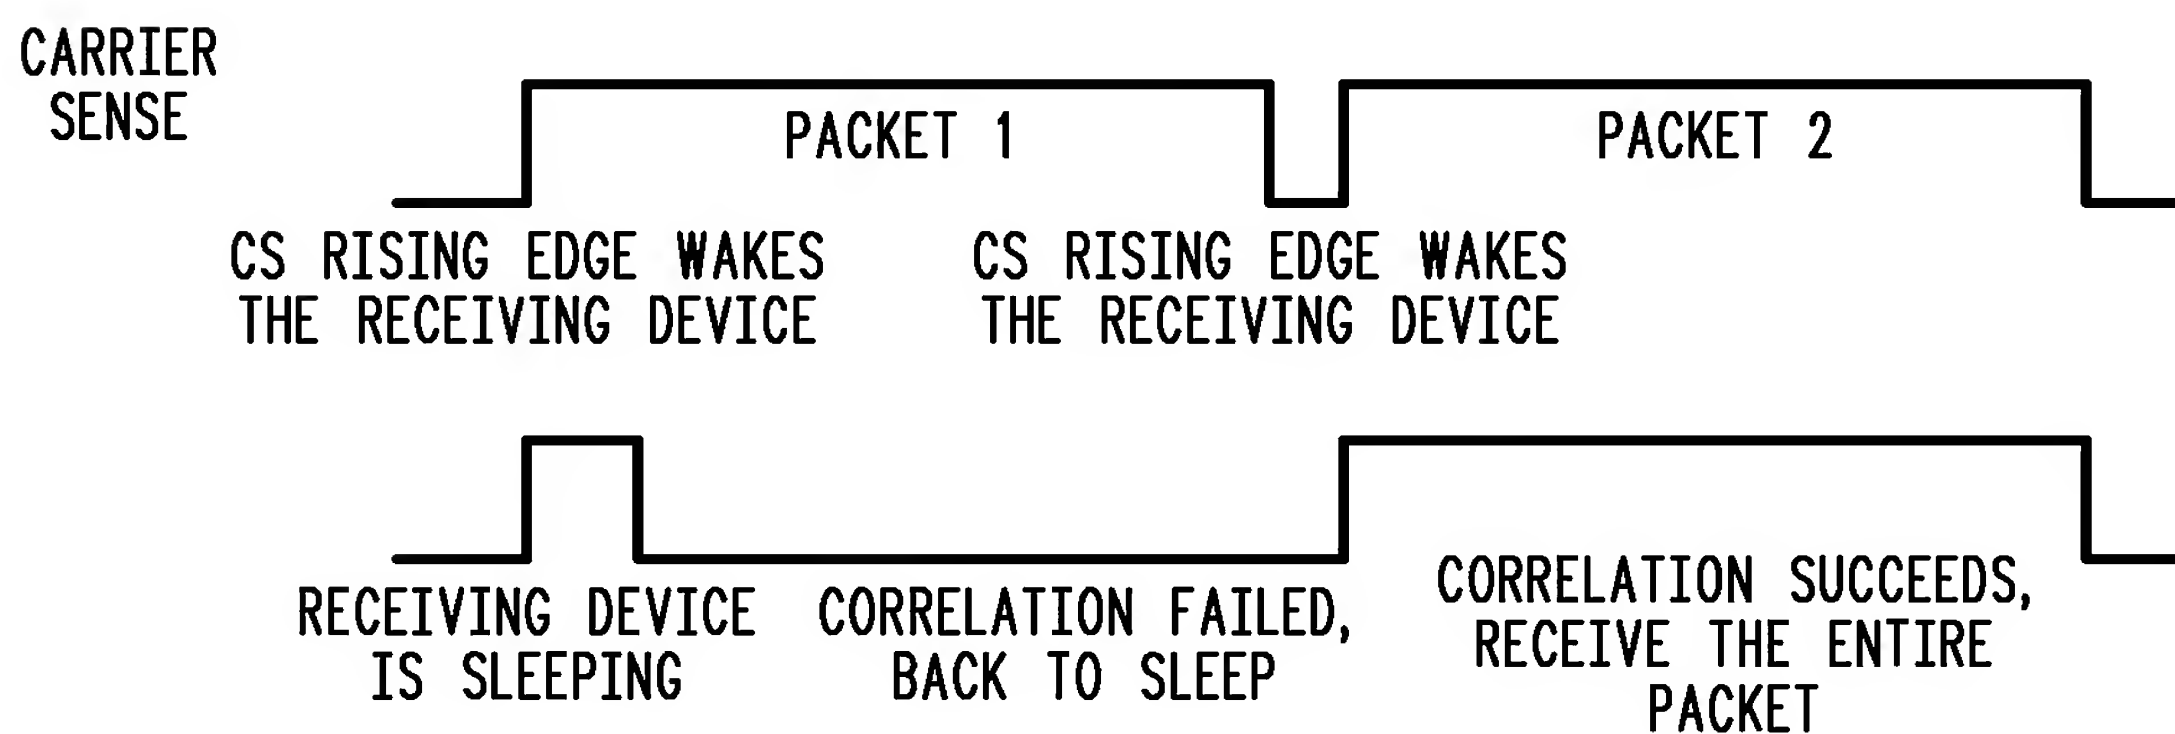 CARRIER
SENSE
PACKET 1
PACKET 2
CS RISING EDGE WAKES
THE RECEIVING DEVICE
CS RISING EDGE WAKES
THE RECEIVING DEVICE
RECEIVING DEVICE
IS SLEEPING
CORRELATION FAILED,
BACK TO SLEEP
CORRELATION SUCCEEDS,
RECEIVE THE ENTIRE
PACKET